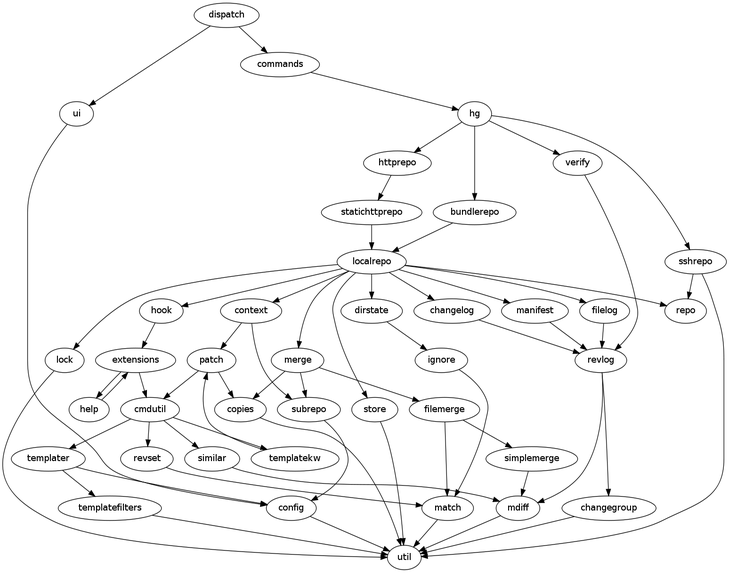 dispatch
commands
ui
hg
httprepo
verify
statichttprepo
bundlerepo
localrepo
sshrepo
hook
context
dirstate
changelog
manifest
filelog
repo
lock
extensions
patch
merge
ignore
revlog
help
cmdutil
copies
subrepo
store
filemerge
templater
revset
similar
templatekw
simplemerge
templatefilters
config
match
mdiff
changegroup
util